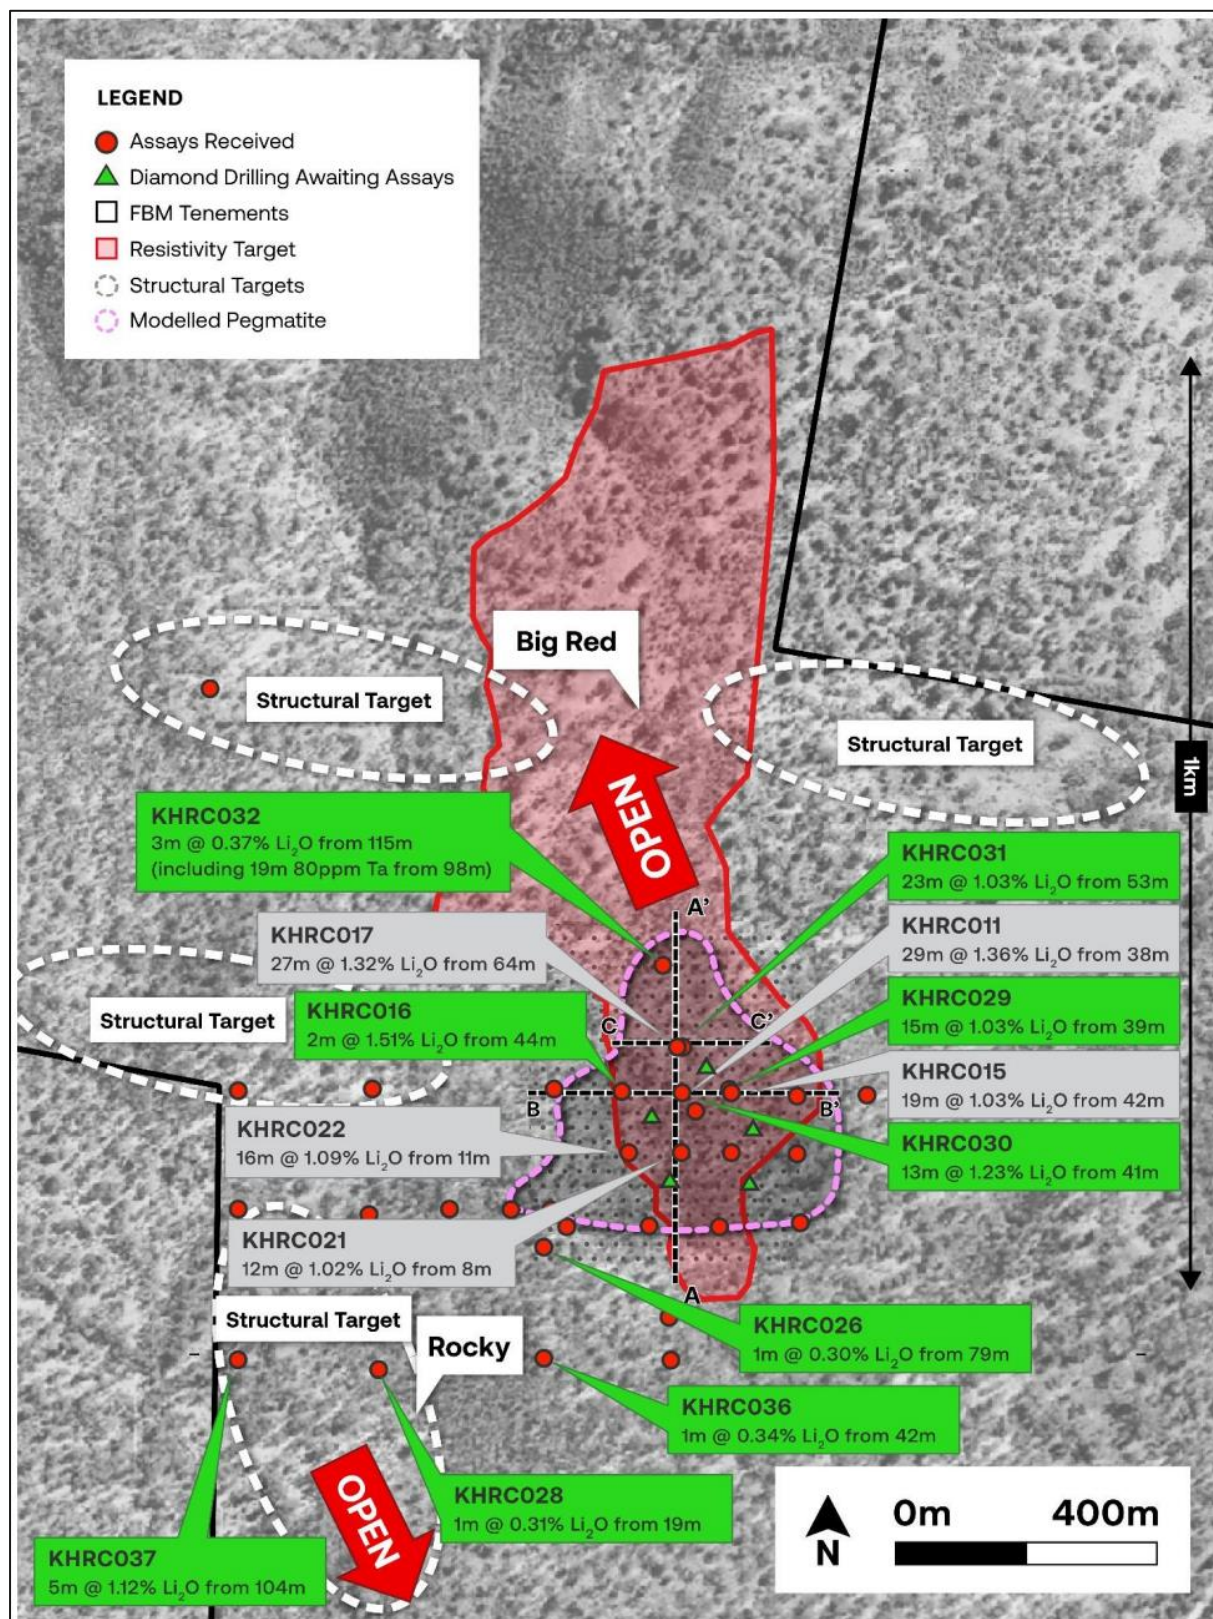 LEGEND
Assays Received
Diamond Drilling Awaiting Assays
FBM Tenements
Resistivity Target
Structural Targets
Modelled Pegmatite
Big Red
Structural Target
Structural Target
1km
OPEN
KHRC032
3m @ 0.37% Li₂O from 115m
(including 19m 80ppm Ta from 98m)
KHRC031
23m @ 1.03% Li₂O from 53m
A'
KHRC017
27m @ 1.32% Li₂O from 64m
KHRC011
29m @ 1.36% Li₂O from 38m
KHRC016
2m @ 1.51% Li₂O from 44m
Structural Target
C
C'
KHRC029
15m @ 1.03% Li₂O from 39m
KHRC015
19m @ 1.03% Li₂O from 42m
B
B'
KHRC022
16m @ 1.09% Li₂O from 11m
KHRC030
13m @ 1.23% Li₂O from 41m
KHRC021
12m @ 1.02% Li₂O from 8m
A
Structural Target
Rocky
KHRC026
1m @ 0.30% Li₂O from 79m
KHRC036
1m @ 0.34% Li₂O from 42m
KHRC028
1m @ 0.31% Li₂O from 19m
OPEN
KHRC037
5m @ 1.12% Li₂O from 104m
N
0m 400m